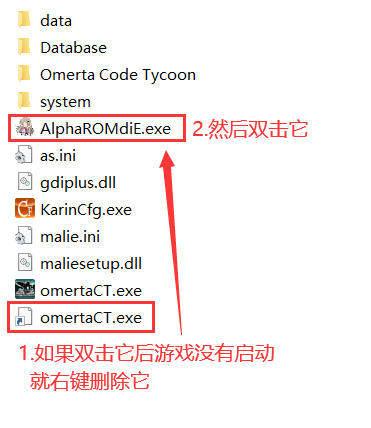 data
Database
Omerta Code Tycoon
system
AlphaROMdiE.exe
2.然后双击它
as.ini
gdiplus.dll
KarinCfg.exe
malie.ini
maliesetup.dll
omertaCT.exe
omertaCT.exe
1.如果双击它后游戏没有启动
就右键删除它